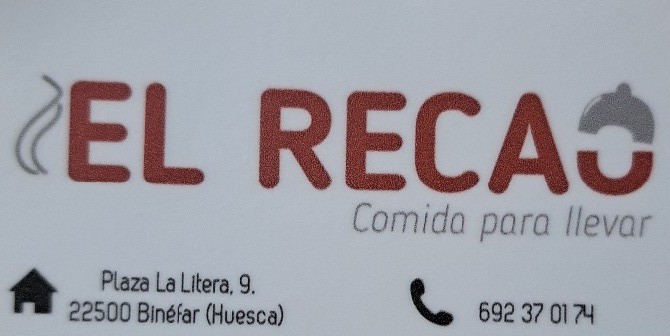 EL RECAO
Comida para llevar
Plaza La Litera, 9.
22500 Binéfar (Huesca)
692 37 01 74